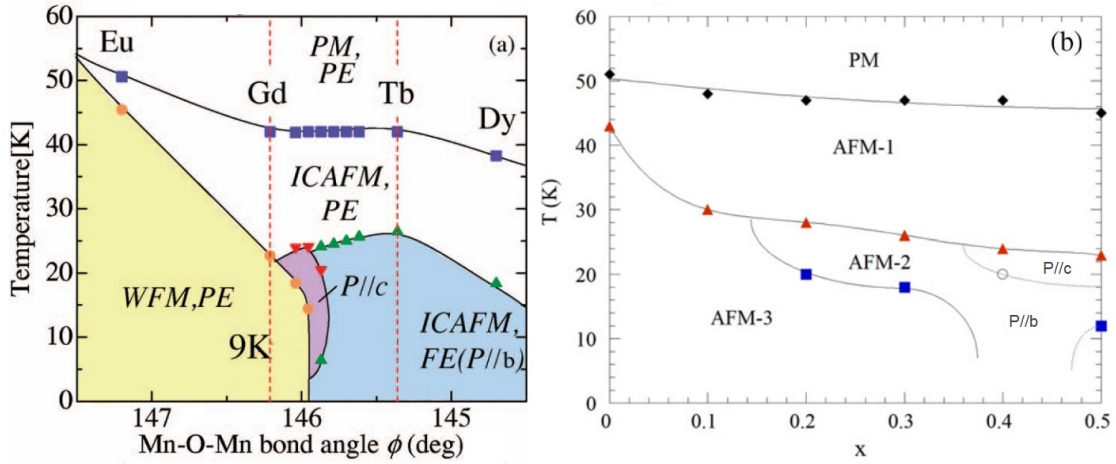 60
50
40
30
20
10
0
Temperature[K]
147
146
145
Mn-O-Mn bond angle ϕ (deg)
(a)
Eu
PM,
PE
Gd
Tb
Dy
ICAFM,
PE
WFM,PE
P//c
9K
ICAFM,
FE(P//b)
60
50
40
30
20
10
0
T (K)
0.0
0.1
0.2
0.3
0.4
0.5
x
(b)
PM
AFM-1
AFM-2
AFM-3
P//c
P//b